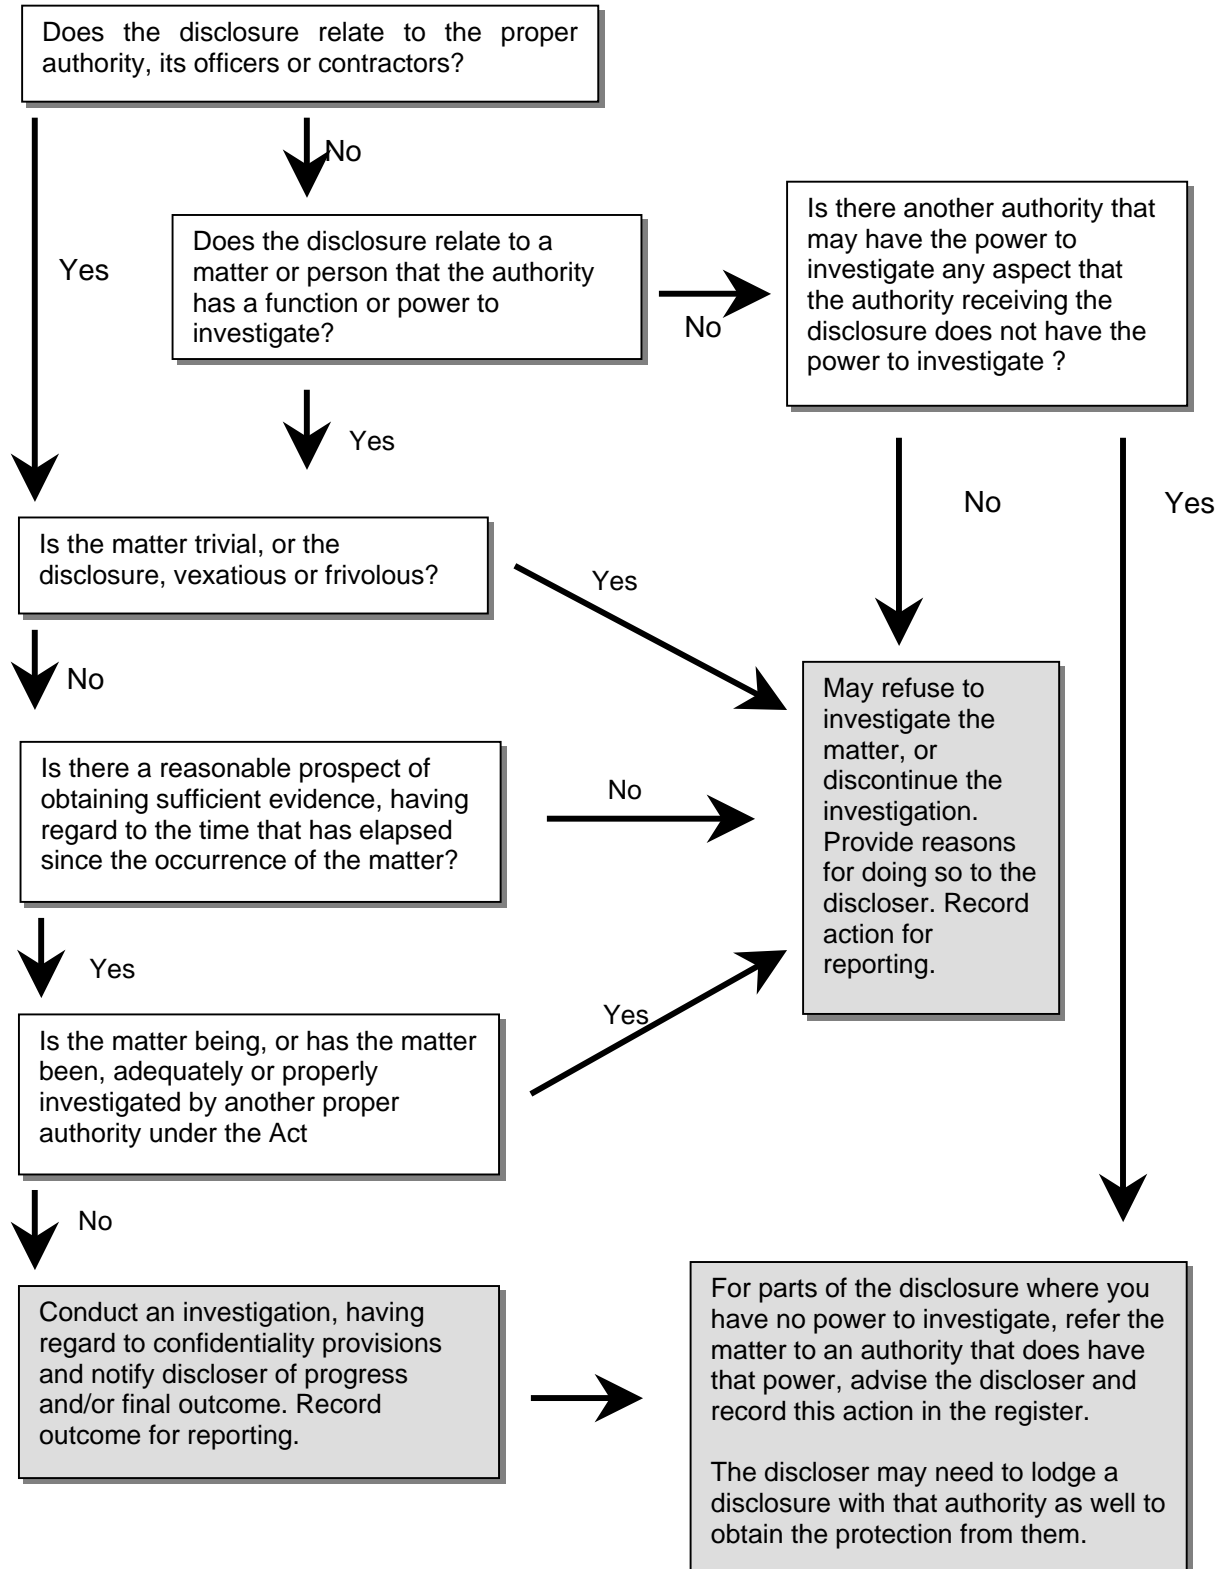 Does the disclosure relate to the proper
authority, its officers or contractors?
No
Yes
Does the disclosure relate to a
matter or person that the authority
has a function or power to
investigate?
No
Is there another authority that
may have the power to
investigate any aspect that
the authority receiving the
disclosure does not have the
power to investigate ?
Yes
No
Yes
Is the matter trivial, or the
disclosure, vexatious or frivolous?
Yes
No
May refuse to
investigate the
matter, or
discontinue the
investigation.
Provide reasons
for doing so to the
discloser. Record
action for
reporting.
Is there a reasonable prospect of
obtaining sufficient evidence, having
regard to the time that has elapsed
since the occurrence of the matter?
No
Yes
Is the matter being, or has the matter
been, adequately or properly
investigated by another proper
authority under the Act
Yes
No
Conduct an investigation, having
regard to confidentiality provisions
and notify discloser of progress
and/or final outcome. Record
outcome for reporting.
For parts of the disclosure where you
have no power to investigate, refer the
matter to an authority that does have
that power, advise the discloser and
record this action in the register.
The discloser may need to lodge a
disclosure with that authority as well to
obtain the protection from them.